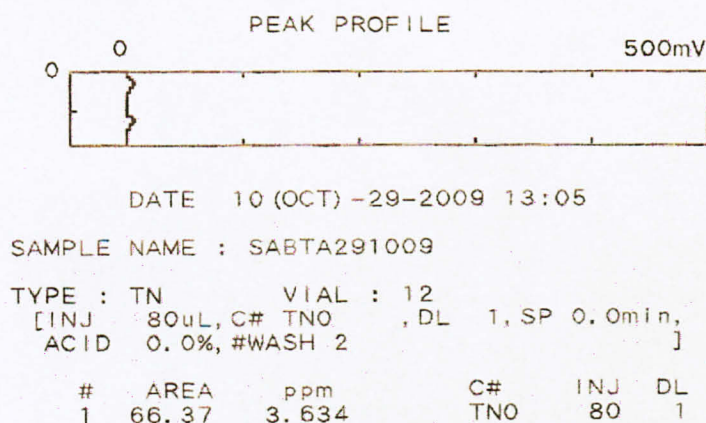 PEAK PROFILE
0 500mV
0
DATE 10(OCT)-29-2009 13:05
SAMPLE NAME : SABTA291009
TYPE : TN VIAL : 12
[INJ 80uL, C# TN0 , DL 1, SP 0.0min,
ACID 0.0%, #WASH 2 ]
# AREA ppm C# INJ DL
1 66.37 3.634 TN0 80 1